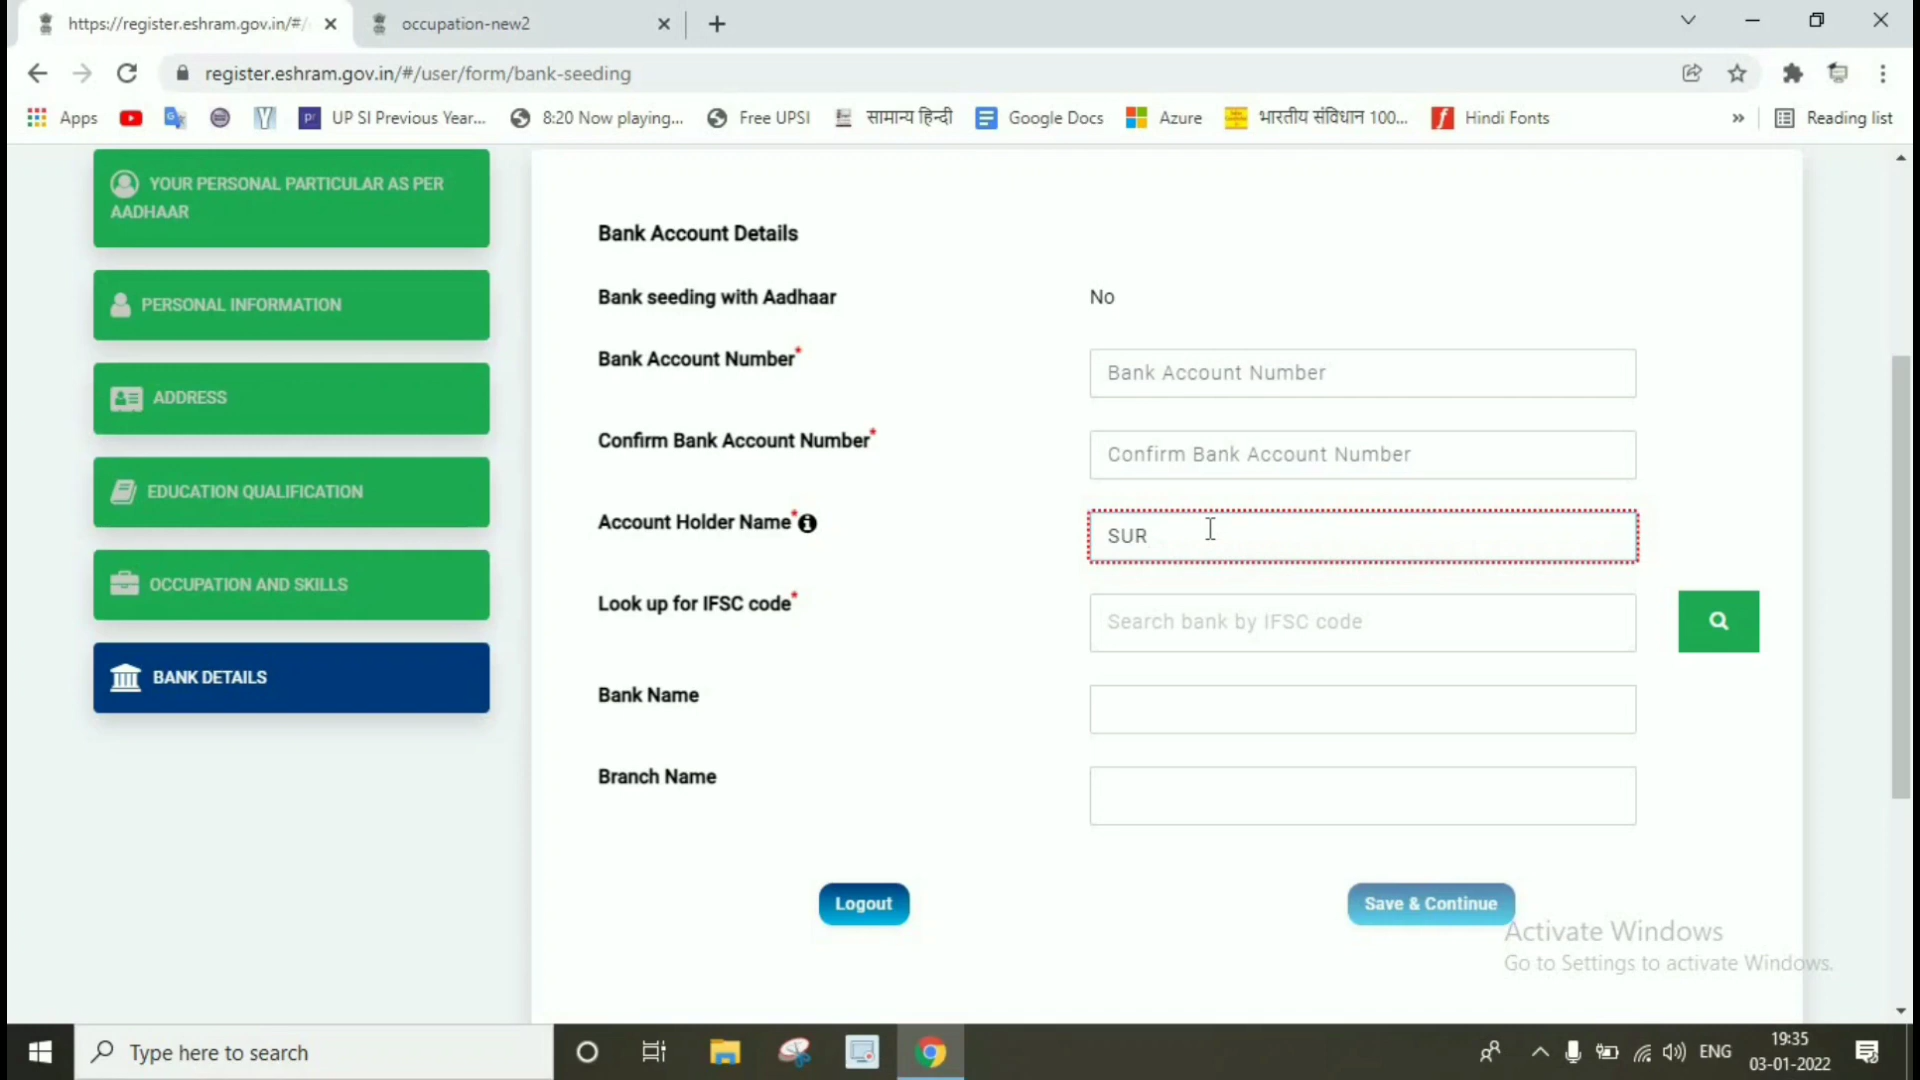 https://register.eshram.gov.in/#/
occupation-new2
register.eshram.gov.in/#/user/form/bank-seeding
Apps
UP SI Previous Year...
8:20 Now playing...
Free UPSI
सामान्य हिन्दी
Google Docs
Azure
भारतीय संविधान 100...
Hindi Fonts
»
Reading list
YOUR PERSONAL PARTICULAR AS PER
AADHAAR
PERSONAL INFORMATION
ADDRESS
EDUCATION QUALIFICATION
OCCUPATION AND SKILLS
BANK DETAILS
Bank Account Details
Bank seeding with Aadhaar
No
Bank Account Number*
Bank Account Number
Confirm Bank Account Number*
Confirm Bank Account Number
Account Holder Name*
SUR
Look up for IFSC code*
Search bank by IFSC code
Bank Name
Branch Name
Logout
Save & Continue
Activate Windows
Go to Settings to activate Windows.
Type here to search
ENG
19:35
03-01-2022